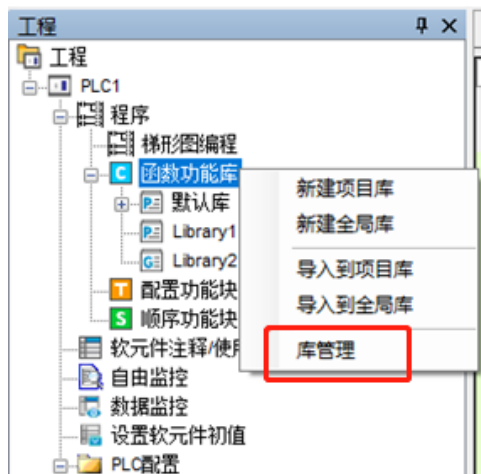 工程
工程
PLC1
程序
梯形图编程
函数功能库
默认库
Library1
Library2
配置功能块
顺序功能块
软元件注释/使用
自由监控
数据监控
设置软元件初值
PLC配置
新建项目库
新建全局库
导入到项目库
导入到全局库
库管理